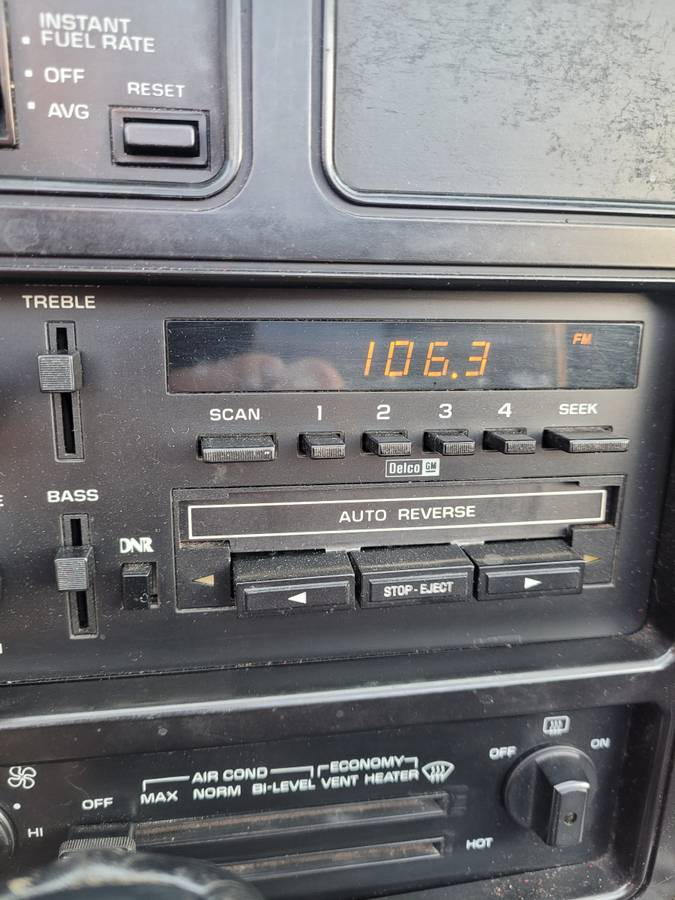 INSTANT
FUEL RATE
OFF
AVG
RESET
TREBLE
106.3
FM
SCAN 1 2 3 4 SEEK
Delco GM
BASS
AUTO REVERSE
DNR
STOP-EJECT
AIR COND ECONOMY
MAX NORM BI-LEVEL VENT HEATER
OFF
HI
OFF ON
HOT